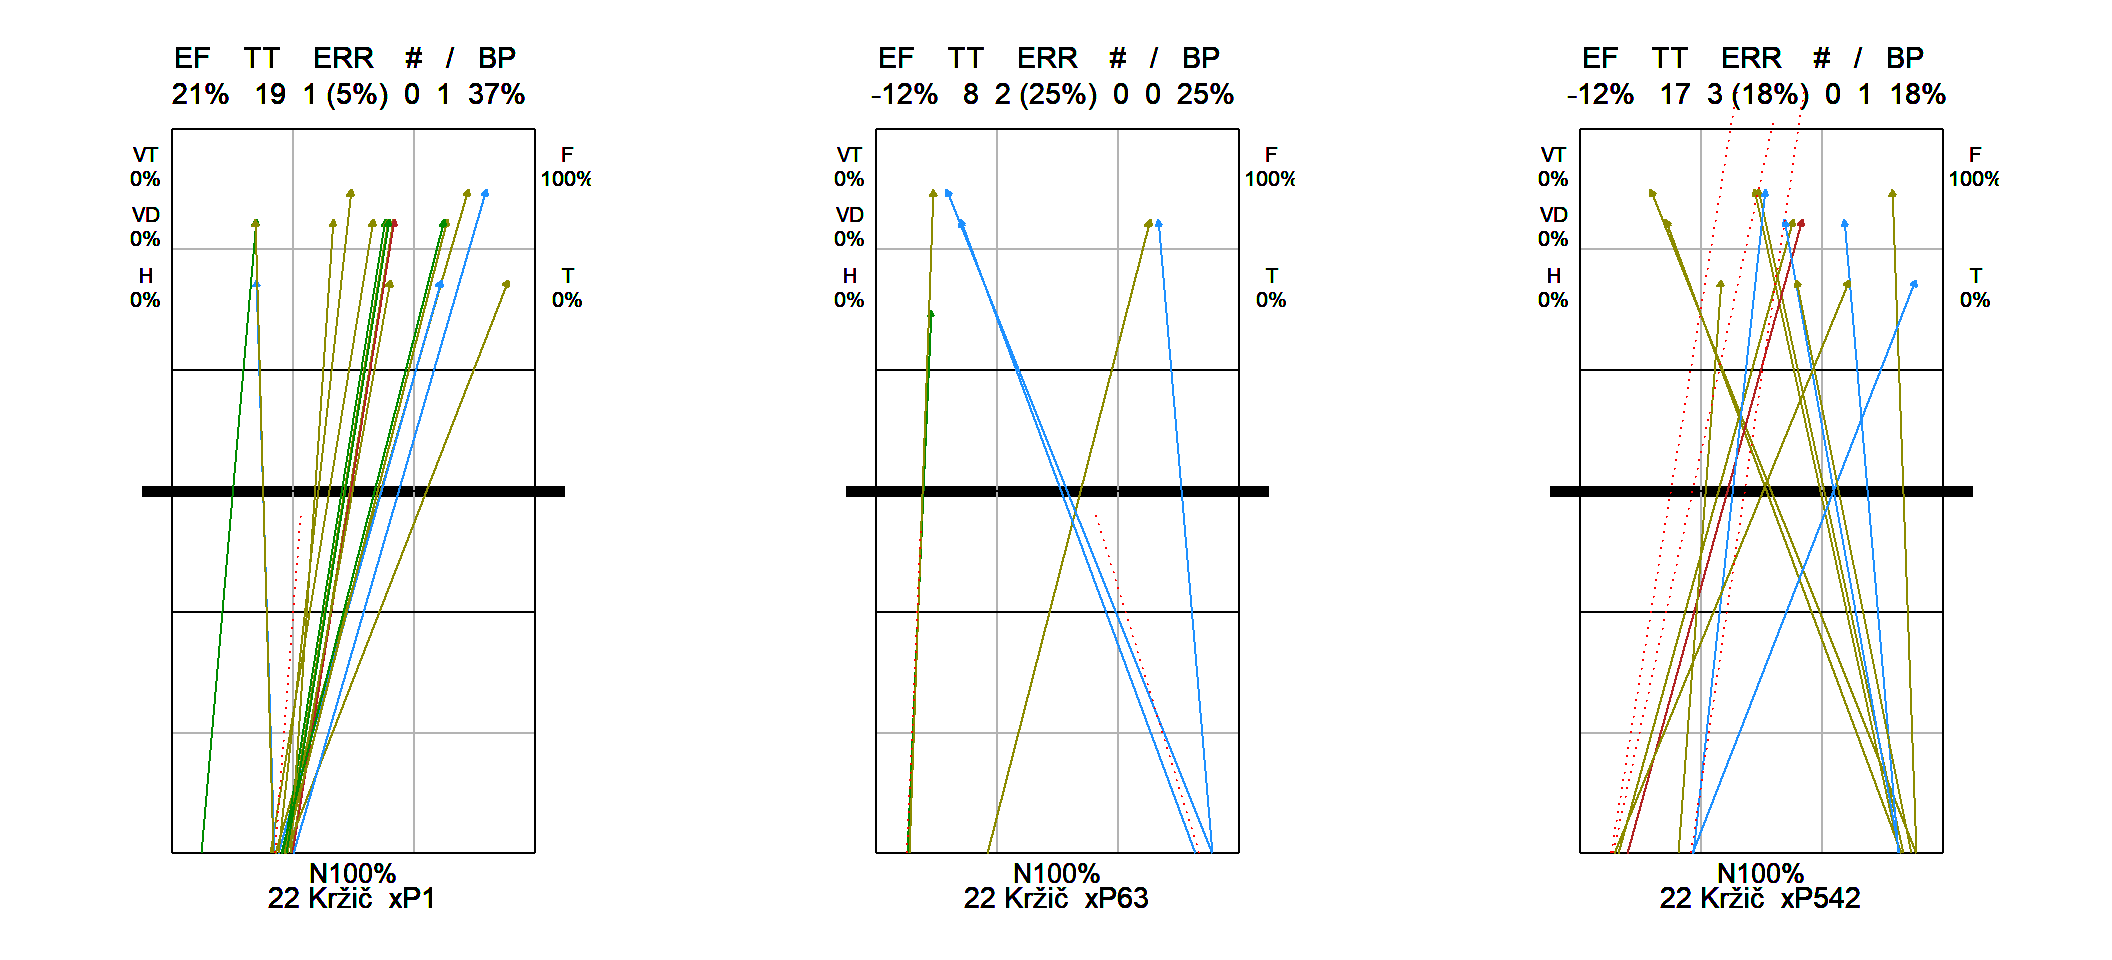 EF TT ERR # / BP
21% 19 1 (5%) 0 1 37%
VT
0%
VD
0%
H
0%
F
100%
T
0%
N100%
22 Kržič xP1
EF TT ERR # / BP
-12% 8 2 (25%) 0 0 25%
VT
0%
VD
0%
H
0%
F
100%
T
0%
N100%
22 Kržič xP63
EF TT ERR # / BP
-12% 17 3 (18%) 0 1 18%
VT
0%
VD
0%
H
0%
F
100%
T
0%
N100%
22 Kržič xP542